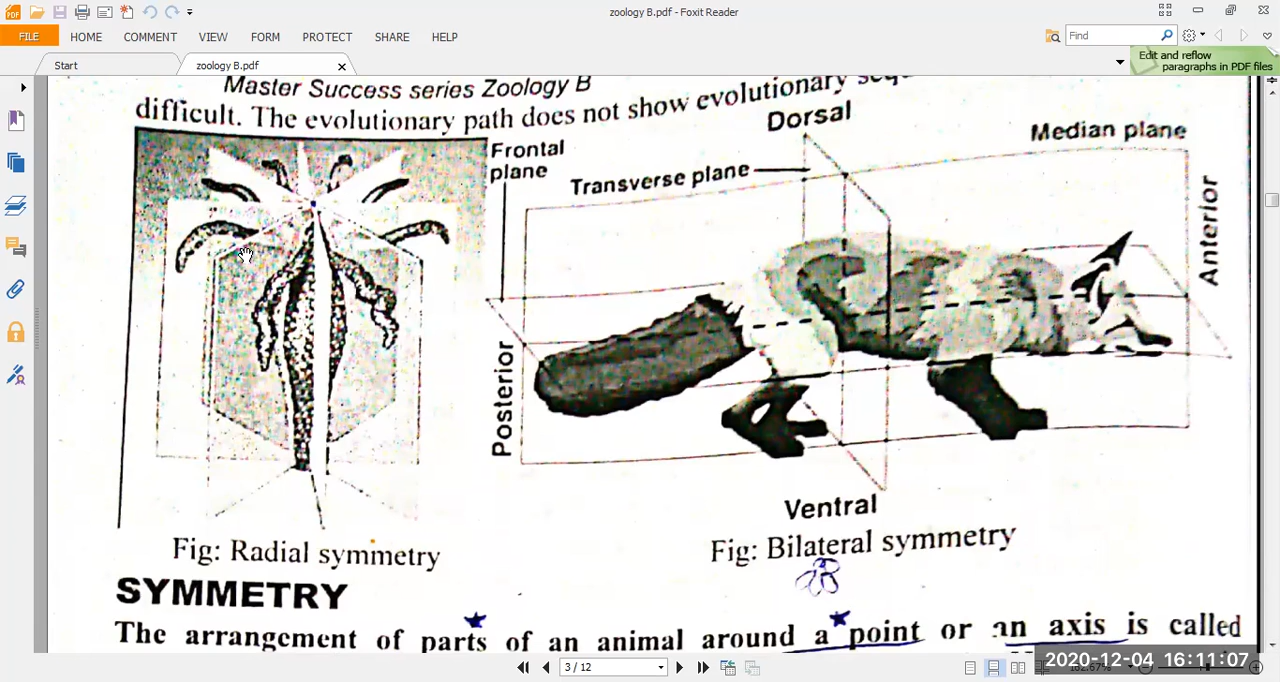 zoology B.pdf - Foxit Reader
FILE HOME COMMENT VIEW FORM PROTECT SHARE HELP
Find
Start
zoology B.pdf
Edit and reflow
paragraphs in PDF files
Master Success series Zoology B
difficult. The evolutionary path does not show evolutionary
Frontal
plane
Transverse plane
Dorsal
Median plane
Anterior
Posterior
Ventral
Fig: Radial symmetry
Fig: Bilateral symmetry
SYMMETRY
The arrangement of parts of an animal around a point or an axis is called
3 / 12
2020-12-04 16:11:07